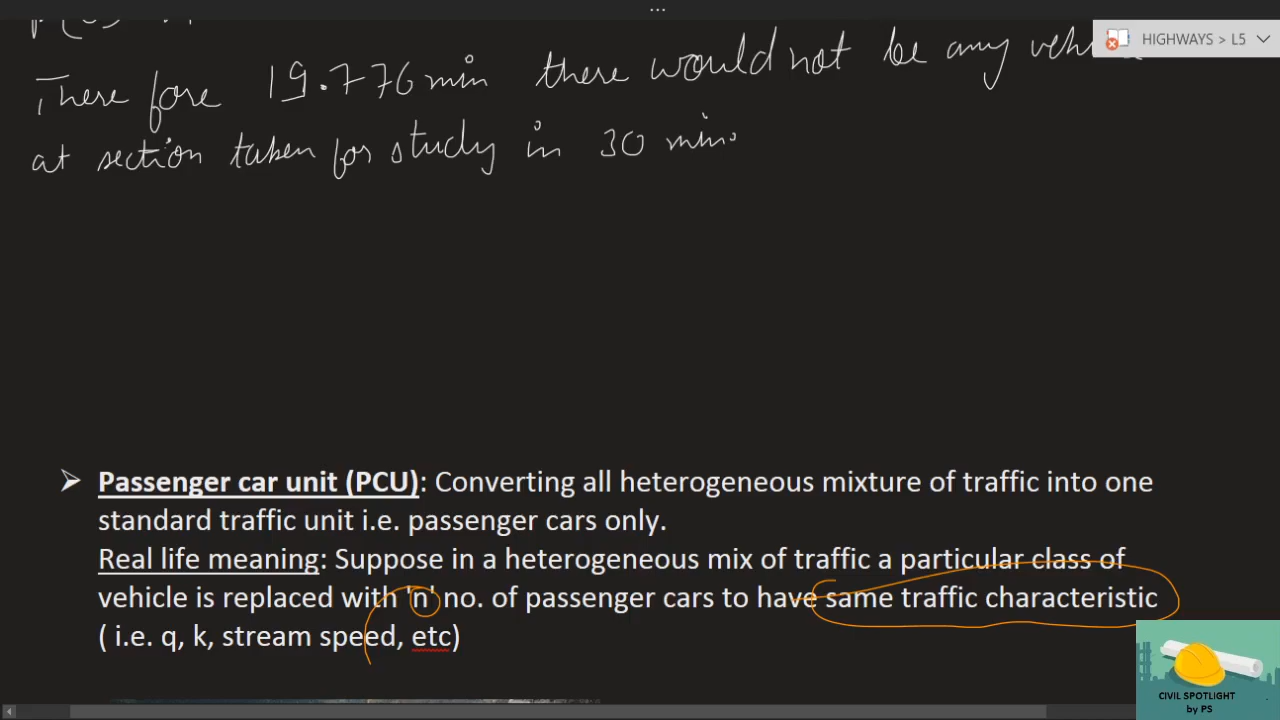 HIGHWAYS > L5
There fore 19.776 min there would not be any
at section taken for study in 30 min.
Passenger car unit (PCU): Converting all heterogeneous mixture of traffic into one
standard traffic unit i.e. passenger cars only.
Real life meaning: Suppose in a heterogeneous mix of traffic a particular class of
vehicle is replaced with 'n' no. of passenger cars to have same traffic characteristic
( i.e. q, k, stream speed, etc)
CIVIL SPOTLIGHT
by PS